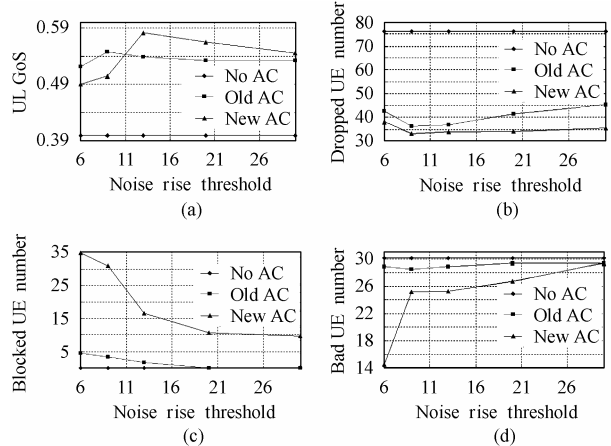 0.59
0.49
0.39
UL GoS
No AC
Old AC
New AC
6 11 16 21 26
Noise rise threshold
(a)
80
70
60
50
40
30
Dropped UE number
No AC
Old AC
New AC
6 11 16 21 26
Noise rise threshold
(b)
35
25
15
5
Blocked UE number
No AC
Old AC
New AC
6 11 16 21 26
Noise rise threshold
(c)
30
26
22
18
14
Bad UE number
No AC
Old AC
New AC
6 11 16 21 26
Noise rise threshold
(d)